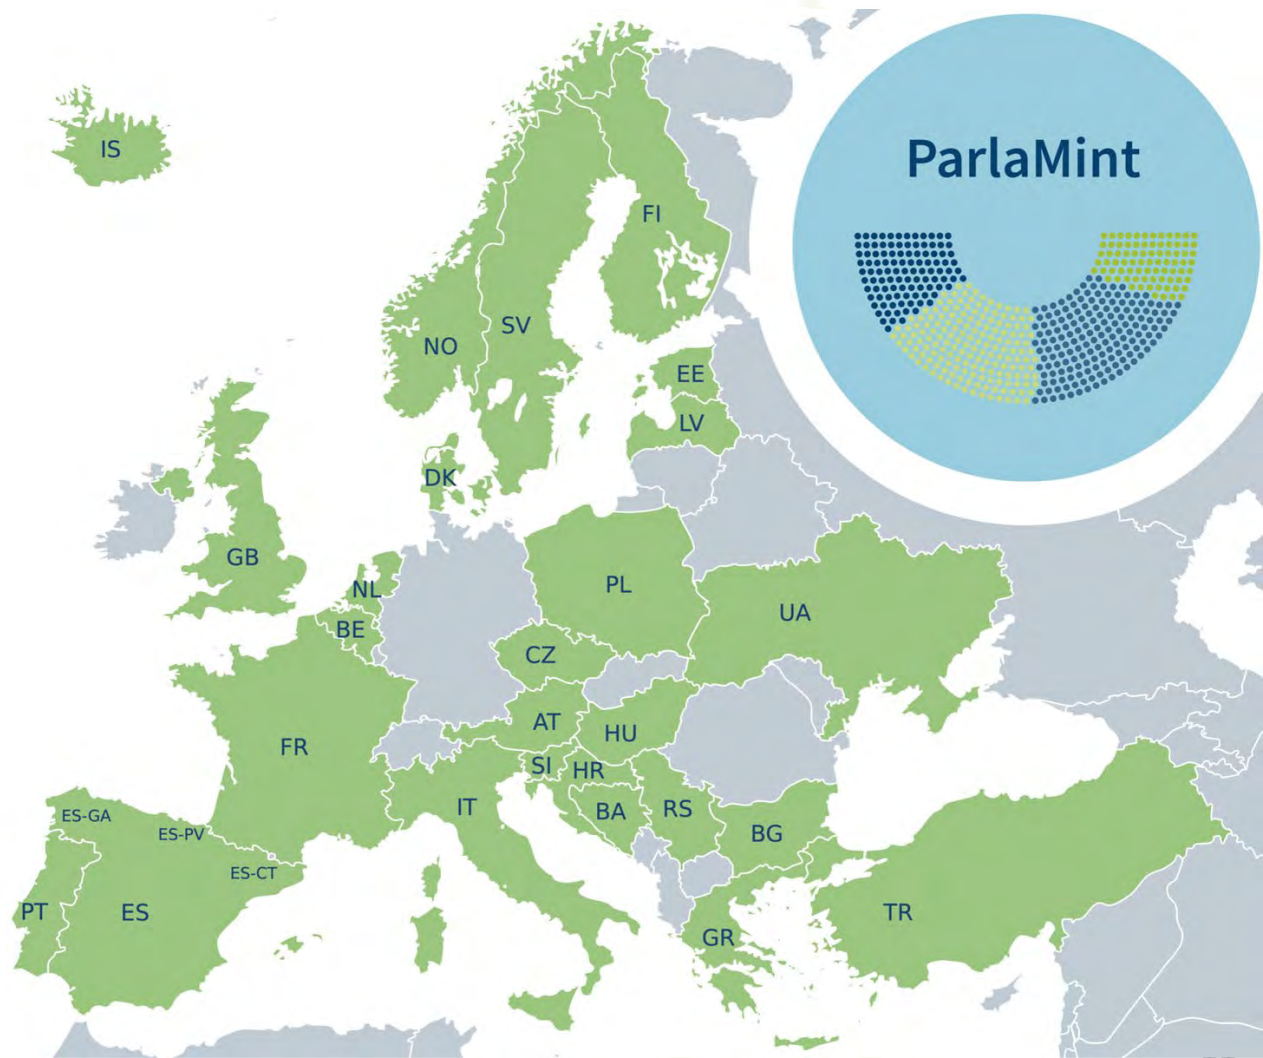 ParlaMint
IS
FI
SV
NO
EE
LV
DK
GB
NL
PL
UA
BE
CZ
AT
HU
FR
SI
HR
IT
BA
RS
BG
ES-GA
ES-PV
ES-CT
PT
ES
TR
GR